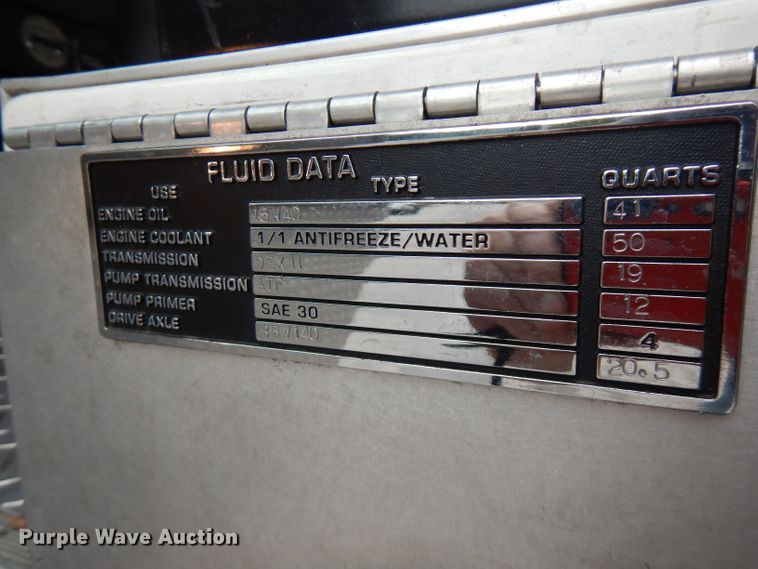 FLUID DATA
USE TYPE QUARTS
ENGINE OIL 15W40 41
ENGINE COOLANT 1/1 ANTIFREEZE/WATER 50
TRANSMISSION 19
PUMP TRANSMISSION ATF 12
PUMP PRIMER SAE 30 4
DRIVE AXLE 20.5
Purple Wave Auction